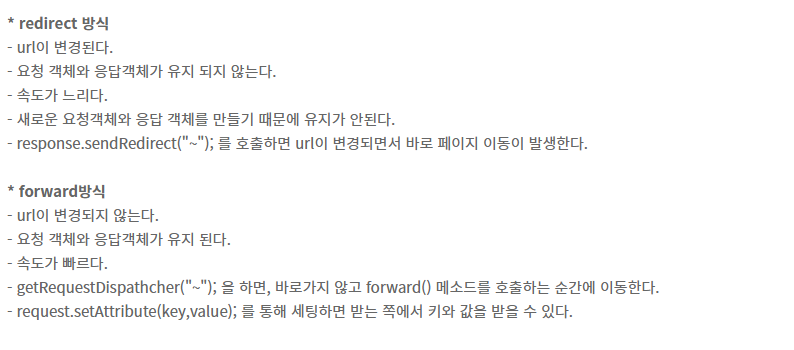 * redirect 방식
- url이 변경된다.
- 요청 객체와 응답객체가 유지 되지 않는다.
- 속도가 느리다.
- 새로운 요청객체와 응답 객체를 만들기 때문에 유지가 안된다.
- response.sendRedirect("~"); 를 호출하면 url이 변경되면서 바로 페이지 이동이 발생한다.
* forward방식
- url이 변경되지 않는다.
- 요청 객체와 응답객체가 유지 된다.
- 속도가 빠르다.
- getRequestDispathcher("~"); 을 하면, 바로가지 않고 forward() 메소드를 호출하는 순간에 이동한다.
- request.setAttribute(key,value); 를 통해 세팅하면 받는 쪽에서 키와 값을 받을 수 있다.